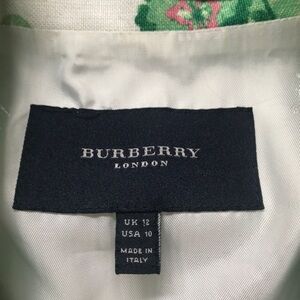 BURBERRY
LONDON
UK 12
USA 10
MADE IN
ITALY